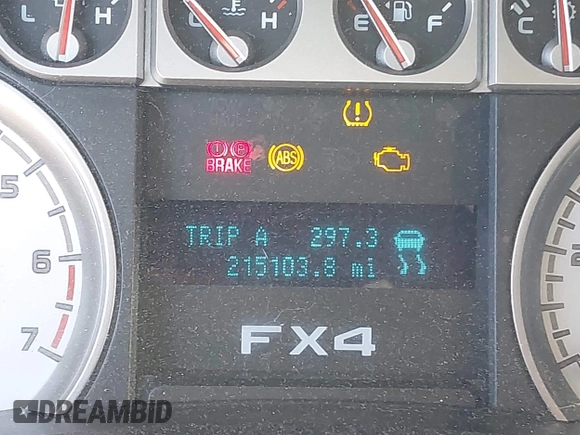 L H
C H
E F
C
BRAKE
ABS
TRIP A 297.3
215103.8 mi
5
6
7
FX4
DREAMBID